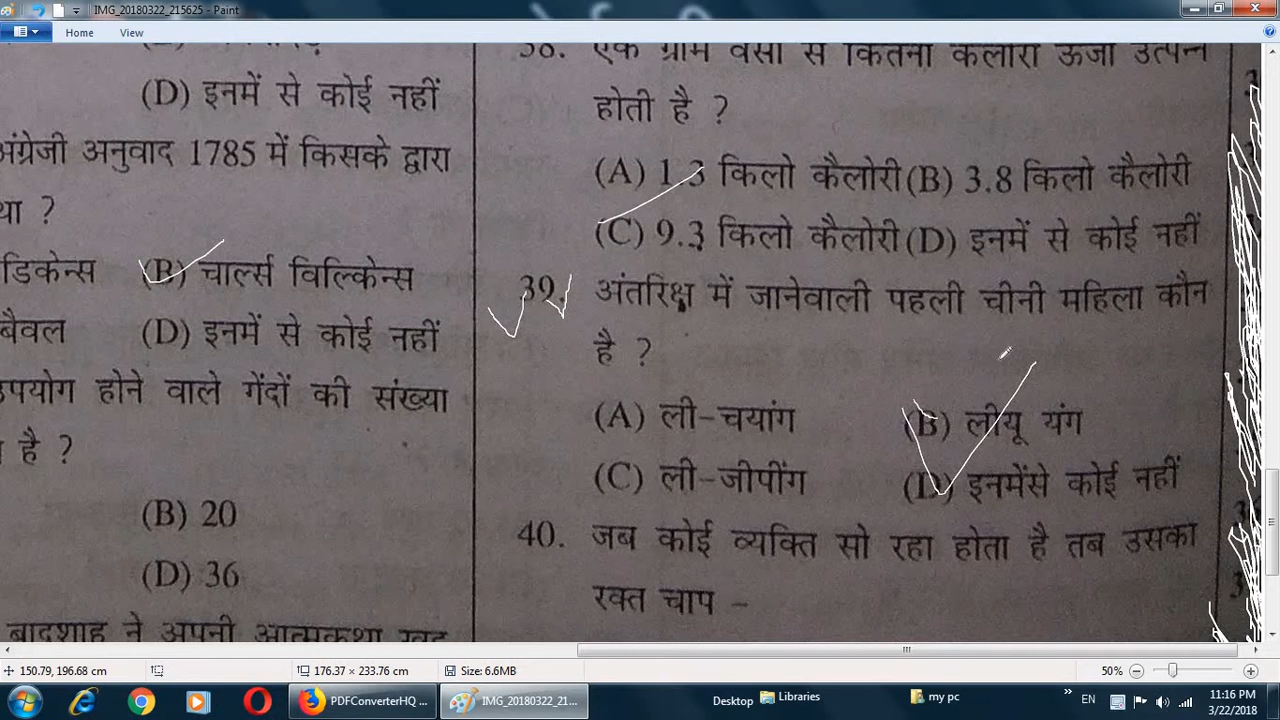 IMG_20180322_215625 - Paint
Home View
(D) इनमें से कोई नहीं
अंग्रेजी अनुवाद 1785 में किसके द्वारा
था ?
डिकेन्स (B) चार्ल्स विल्किन्स
बैवल (D) इनमें से कोई नहीं
उपयोग होने वाले गेंदों की संख्या
है ?
(B) 20
(D) 36
बादशाह ने अपनी आत्मकथा खुद
38. एक ग्राम वसा से कितना कैलोरी ऊर्जा उत्पन्न
होती है ?
(A) 1.3 किलो कैलोरी (B) 3.8 किलो कैलोरी
(C) 9.3 किलो कैलोरी (D) इनमें से कोई नहीं
39. अंतरिक्ष में जानेवाली पहली चीनी महिला कौन
है ?
(A) ली-चयांग (B) लीयू यंग
(C) ली-जीपींग (D) इनमेंसे कोई नहीं
40. जब कोई व्यक्ति सो रहा होता है तब उसका
रक्त चाप –
150.79, 196.68 cm 176.37 × 233.76 cm Size: 6.6MB 50%
PDFConverterHQ ... IMG_20180322_21... Desktop Libraries my pc EN 11:16 PM
3/22/2018